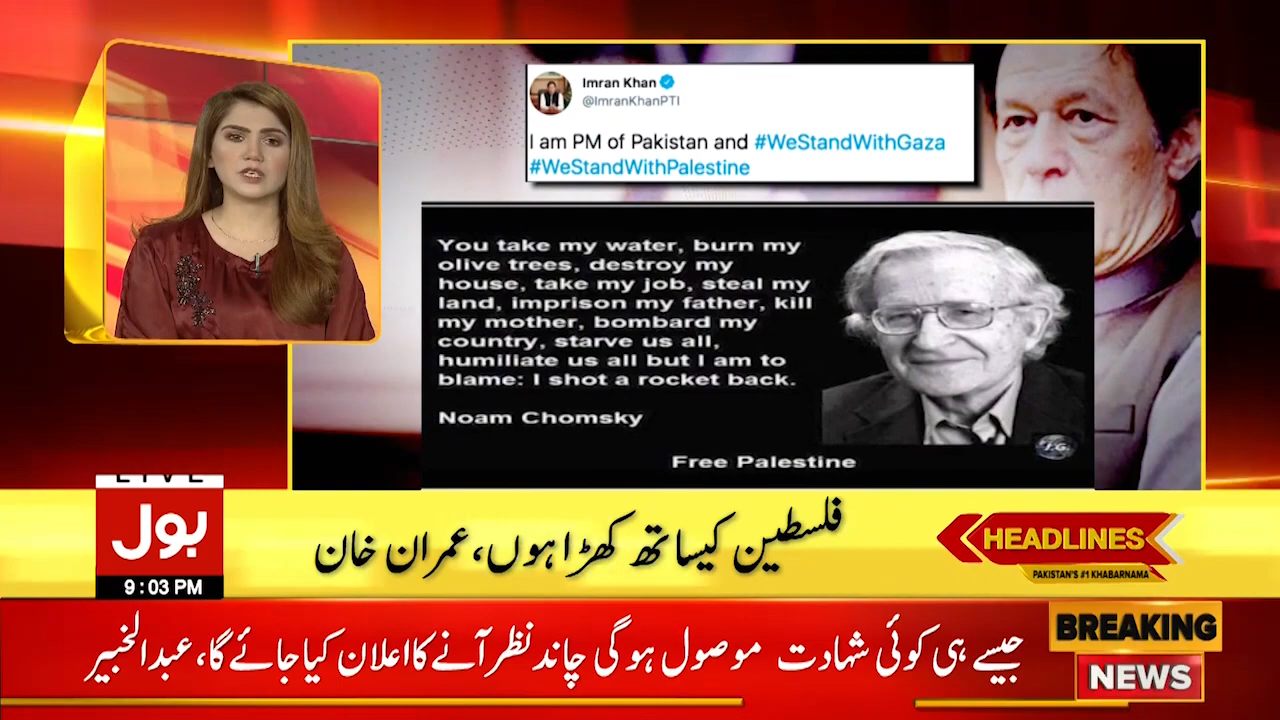 Imran Khan
@ImranKhanPTI
I am PM of Pakistan and #WeStandWithGaza
#WeStandWithPalestine
You take my water, burn my
olive trees, destroy my
house, take my job, steal my
land, imprison my father, kill
my mother, bombard my
country, starve us all,
humiliate us all but I am to
blame: I shot a rocket back.
Noam Chomsky
Free Palestine
LIVE
بول
9:03 PM
فلسطین کیساتھ کھڑا ہوں، عمران خان
HEADLINES
PAKISTAN'S #1 KHABARNAMA
جیسے ہی کوئی شہادت موصول ہوگی چاند نظر آنے کا اعلان کیا جائے گا، عبدالخبیر
BREAKING
NEWS